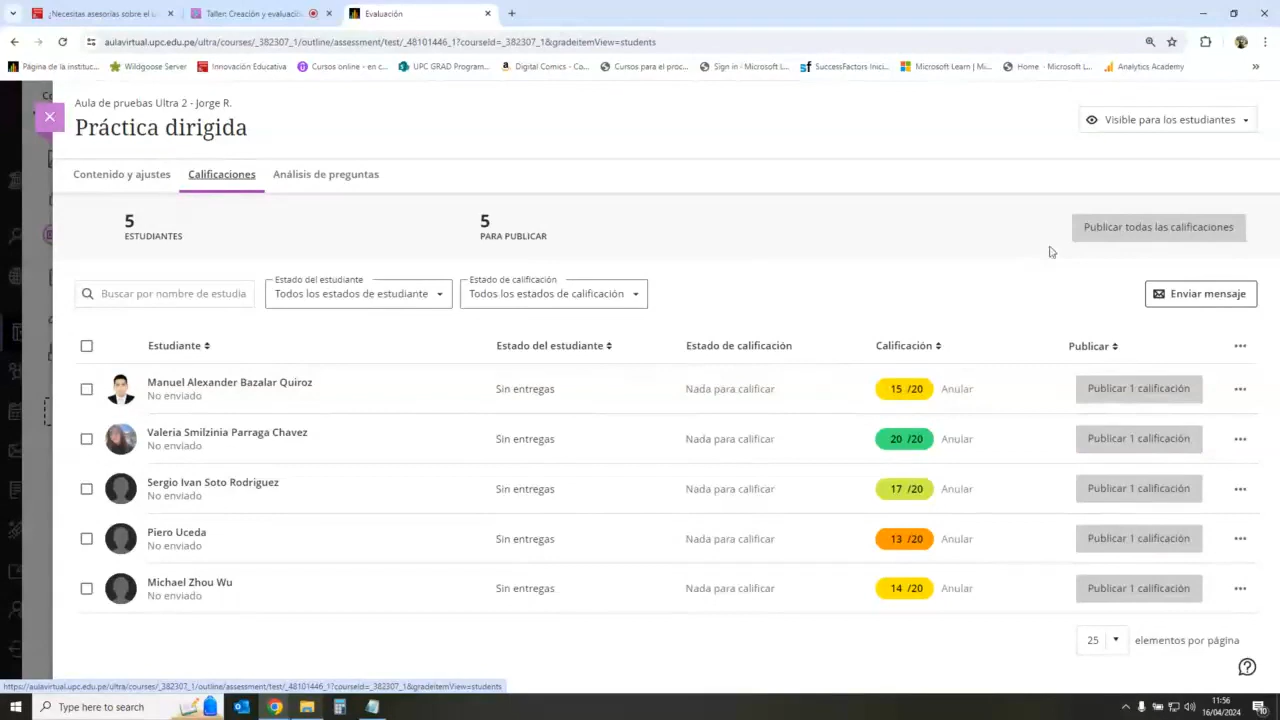 ¿Necesitas asesorías sobre el u
Taller: Creación y evaluación
Evaluación
aulavirtual.upc.edu.pe/ultra/courses/_382307_1/outline/assessment/test/_48101446_1?courseId=_382307_1&gradeitemView=students
Página de la instituc...
Wildgoose Server
Innovación Educativa
Cursos online - en c...
UPC GRAD Program...
Digital Comics - Co...
Cursos para el proc...
Sign in - Microsoft L...
SuccessFactors Inici...
Microsoft Learn | Mi...
Home. - Microsoft L...
Analytics Academy
Aula de pruebas Ultra 2 - Jorge R.
Práctica dirigida
Visible para los estudiantes
Contenido y ajustes
Calificaciones
Análisis de preguntas
5
ESTUDIANTES
5
PARA PUBLICAR
Publicar todas las calificaciones
Buscar por nombre de estudia
Estado del estudiante
Todos los estados de estudiante
Estado de calificación
Todos los estados de calificación
Enviar mensaje
Estudiante
Estado del estudiante
Estado de calificación
Calificación
Publicar
Manuel Alexander Bazalar Quiroz
No enviado
Sin entregas
Nada para calificar
15 /20
Anular
Publicar 1 calificación
Valeria Smilzinia Parraga Chavez
No enviado
Sin entregas
Nada para calificar
20 /20
Anular
Publicar 1 calificación
Sergio Ivan Soto Rodriguez
No enviado
Sin entregas
Nada para calificar
17 /20
Anular
Publicar 1 calificación
Piero Uceda
No enviado
Sin entregas
Nada para calificar
13 /20
Anular
Publicar 1 calificación
Michael Zhou Wu
No enviado
Sin entregas
Nada para calificar
14 /20
Anular
Publicar 1 calificación
25
elementos por página
https://aulavirtual.upc.edu.pe/ultra/courses/_382307_1/outline/assessment/test/_48101446_1?courseId=_382307_1&gradeitemView=students
Type here to search
11:56
16/04/2024